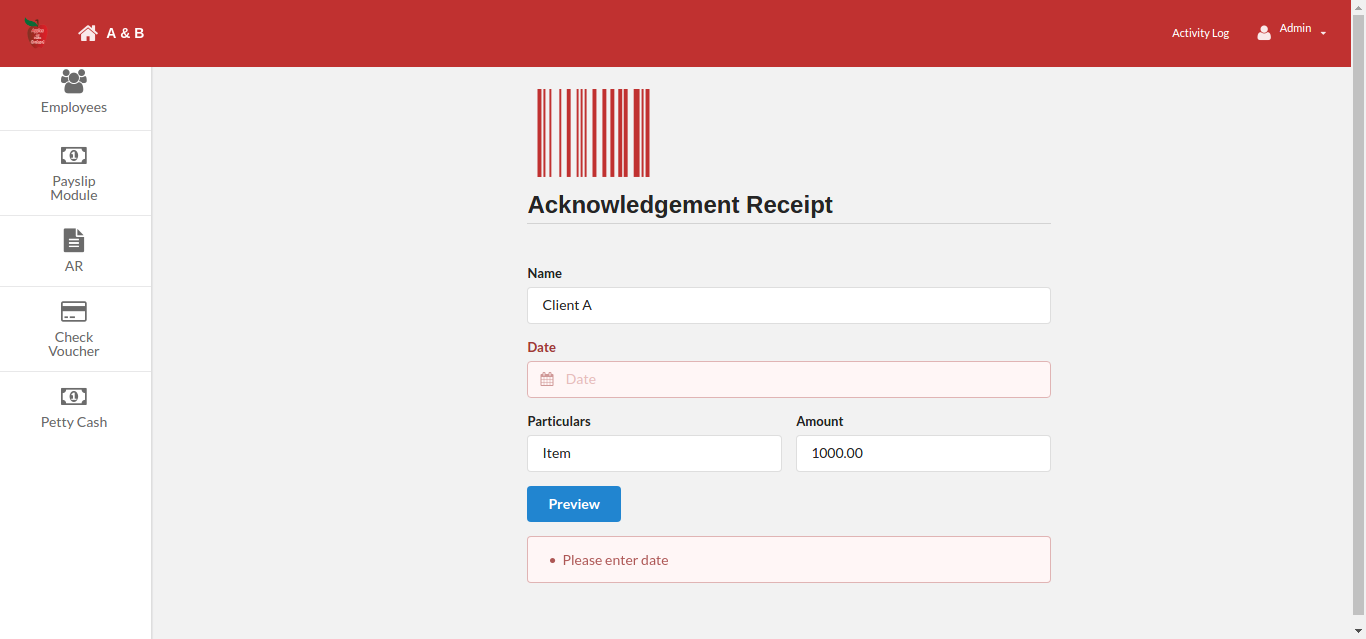 A & B
Activity Log
Admin
Employees
Payslip
Module
AR
Check
Voucher
Petty Cash
Acknowledgement Receipt
Name
Client A
Date
Date
Particulars
Amount
Item
1000.00
Preview
• Please enter date